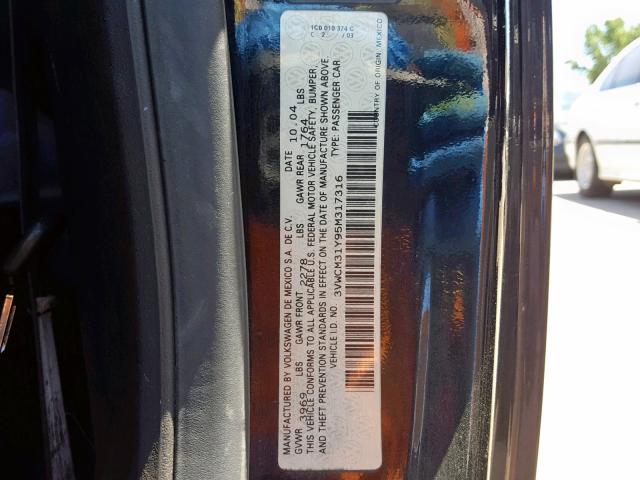 MANUFACTURED BY VOLKSWAGEN DE MEXICO S.A. DE C.V. DATE 10.04
GVWR 3969 LBS GAWR FRONT 2278 LBS GAWR REAR 1764 LBS
THIS VEHICLE CONFORMS TO ALL APPLICABLE U.S. FEDERAL MOTOR VEHICLE SAFETY, BUMPER,
AND THEFT PREVENTION STANDARDS IN EFFECT ON THE DATE OF MANUFACTURE SHOWN ABOVE.
VEHICLE I.D. NO. 3VWCM31Y95M317316 TYPE: PASSENGER CAR
COUNTRY OF ORIGIN: MEXICO
1C0 010 374 C
C 2 /03